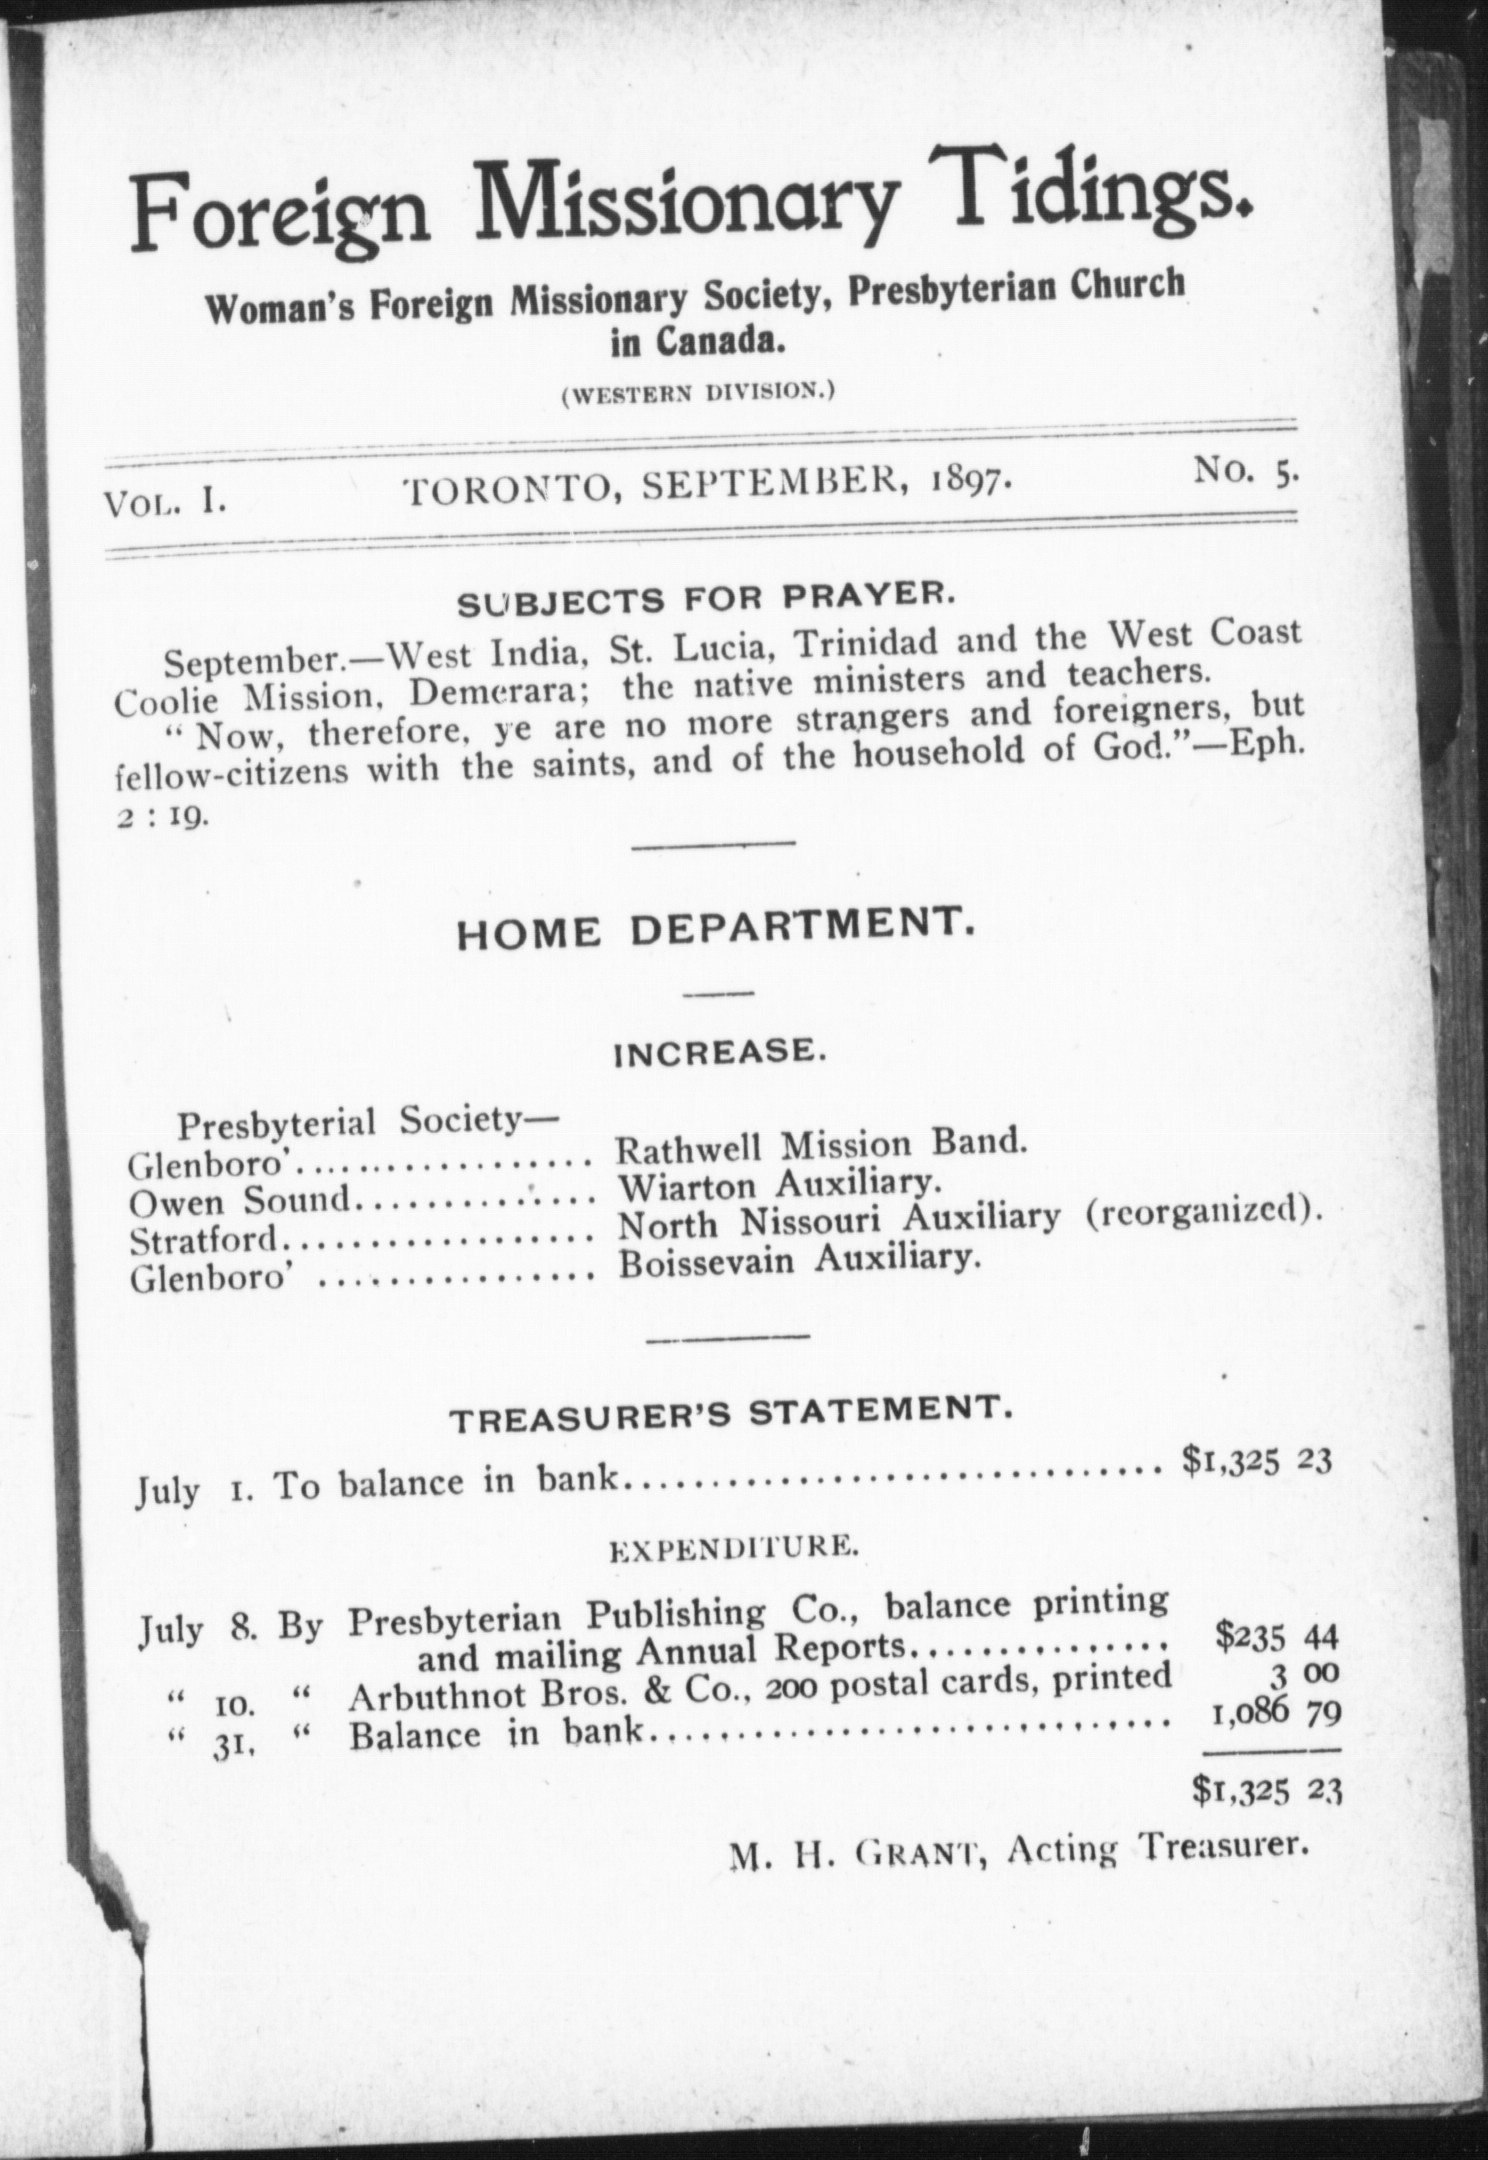 Foreign Missionary Tidings.
Woman's Foreign Missionary Society, Presbyterian Church
in Canada.
(WESTERN DIVISION.)
VOL. I. TORONTO, SEPTEMBER, 1897. No. 5.
SUBJECTS FOR PRAYER.
September.—West India, St. Lucia, Trinidad and the West Coast
Coolie Mission, Demerara; the native ministers and teachers.
“ Now, therefore, ye are no more strangers and foreigners, but
fellow-citizens with the saints, and of the household of God.”—Eph.
2 : 19.
HOME DEPARTMENT.
INCREASE.
Presbyterial Society—
Glenboro'................. Rathwell Mission Band.
Owen Sound.............. Wiarton Auxiliary.
Stratford.................. North Nissouri Auxiliary (reorganized).
Glenboro' ................ Boissevain Auxiliary.
TREASURER'S STATEMENT.
July 1. To balance in bank.............................. $1,325 23
EXPENDITURE.
July 8. By Presbyterian Publishing Co., balance printing
and mailing Annual Reports............... $235 44
“ 10. “ Arbuthnot Bros. & Co., 200 postal cards, printed 3 00
“ 31. “ Balance in bank.............................. 1,086 79
$1,325 23
M. H. GRANT, Acting Treasurer.